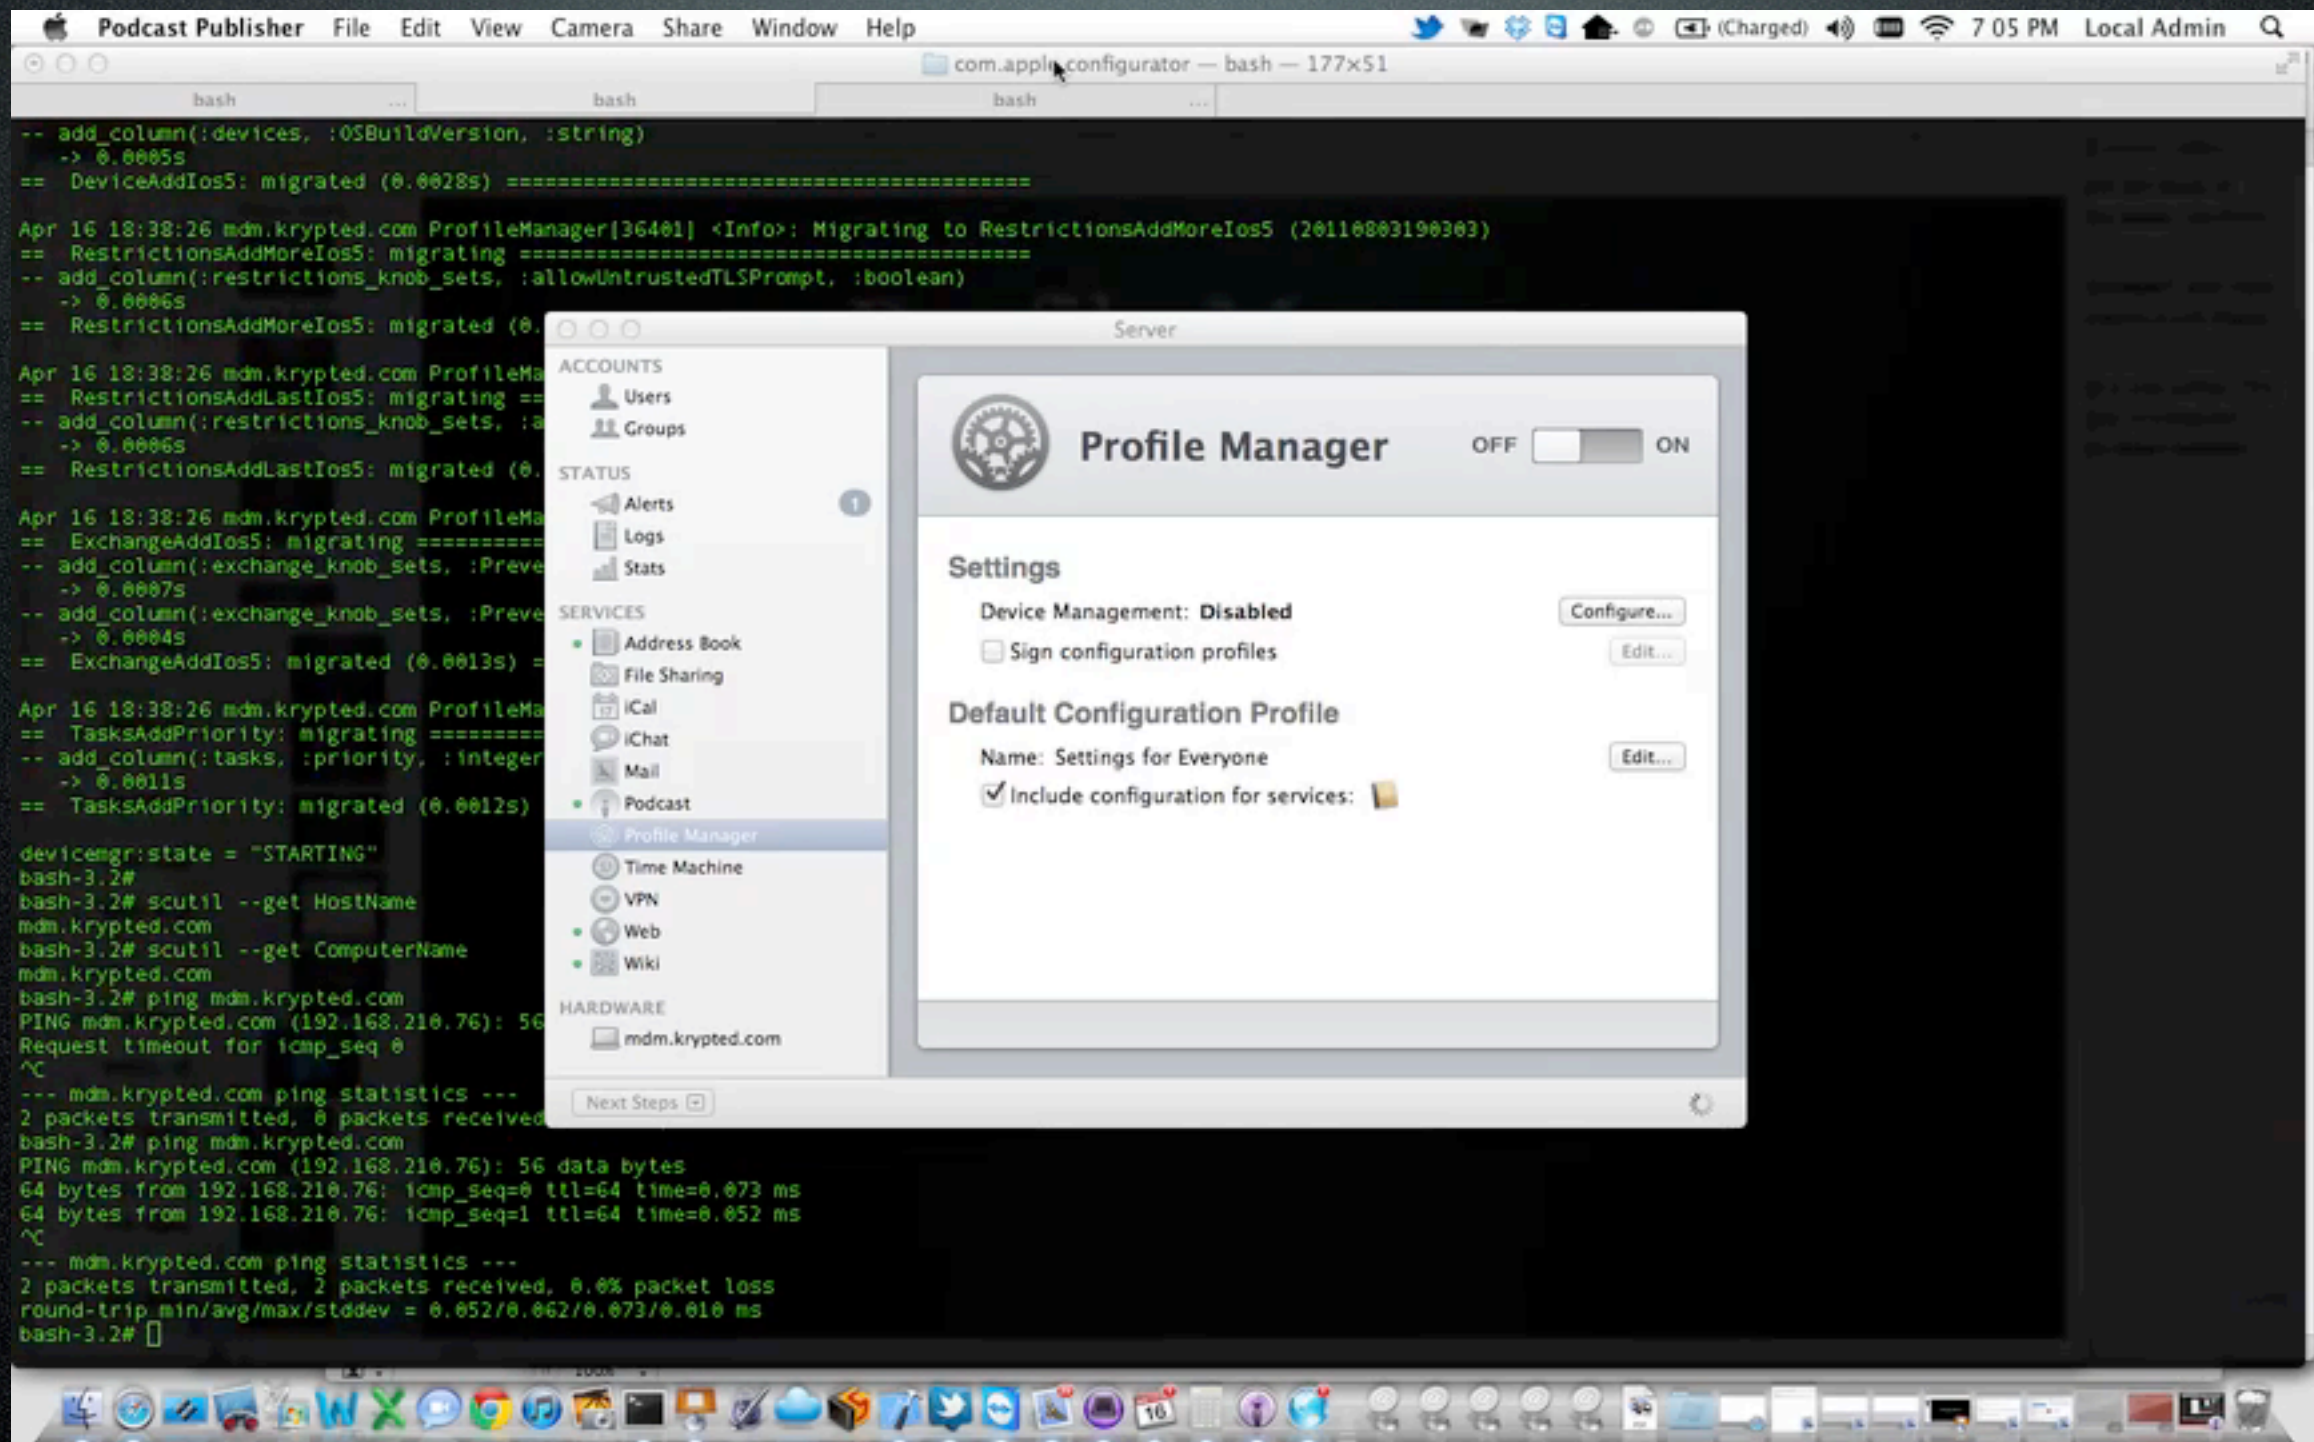 Podcast Publisher File Edit View Camera Share Window Help (Charged) 7 05 PM Local Admin
com.apple.configurator — bash — 177×51
bash ... bash bash ...
-- add_column(:devices, :OSBuildVersion, :string)
-> 0.0005s
== DeviceAddIos5: migrated (0.0028s) =========================================
Apr 16 18:38:26 mdm.krypted.com ProfileManager[36401] <Info>: Migrating to RestrictionsAddMoreIos5 (20110803190303)
== RestrictionsAddMoreIos5: migrating ========================================
-- add_column(:restrictions_knob_sets, :allowUntrustedTLSPrompt, :boolean)
-> 0.0006s
== RestrictionsAddMoreIos5: migrated (0.
Apr 16 18:38:26 mdm.krypted.com ProfileMa
== RestrictionsAddLastIos5: migrating ==
-- add_column(:restrictions_knob_sets, :a
-> 0.0006s
== RestrictionsAddLastIos5: migrated (0.
Apr 16 18:38:26 mdm.krypted.com ProfileMa
== ExchangeAddIos5: migrating ==========
-- add_column(:exchange_knob_sets, :Preve
-> 0.0007s
-- add_column(:exchange_knob_sets, :Preve
-> 0.0004s
== ExchangeAddIos5: migrated (0.0013s) =
Apr 16 18:38:26 mdm.krypted.com ProfileMa
== TasksAddPriority: migrating =========
-- add_column(:tasks, :priority, :integer
-> 0.0011s
== TasksAddPriority: migrated (0.0012s)
devicemgr:state = "STARTING"
bash-3.2#
bash-3.2# scutil --get HostName
mdm.krypted.com
bash-3.2# scutil --get ComputerName
mdm.krypted.com
bash-3.2# ping mdm.krypted.com
PING mdm.krypted.com (192.168.210.76): 56
Request timeout for icmp_seq 0
^C
--- mdm.krypted.com ping statistics ---
2 packets transmitted, 0 packets received
bash-3.2# ping mdm.krypted.com
PING mdm.krypted.com (192.168.210.76): 56 data bytes
64 bytes from 192.168.210.76: icmp_seq=0 ttl=64 time=0.073 ms
64 bytes from 192.168.210.76: icmp_seq=1 ttl=64 time=0.052 ms
^C
--- mdm.krypted.com ping statistics ---
2 packets transmitted, 2 packets received, 0.0% packet loss
round-trip min/avg/max/stddev = 0.052/0.062/0.073/0.010 ms
bash-3.2#
Server
ACCOUNTS
Users
Groups
STATUS
Alerts 1
Logs
Stats
SERVICES
Address Book
File Sharing
iCal
iChat
Mail
Podcast
Profile Manager
Time Machine
VPN
Web
Wiki
HARDWARE
mdm.krypted.com
Next Steps
Profile Manager OFF ON
Settings
Device Management: Disabled Configure...
Sign configuration profiles Edit...
Default Configuration Profile
Name: Settings for Everyone Edit...
Include configuration for services:
100%
16